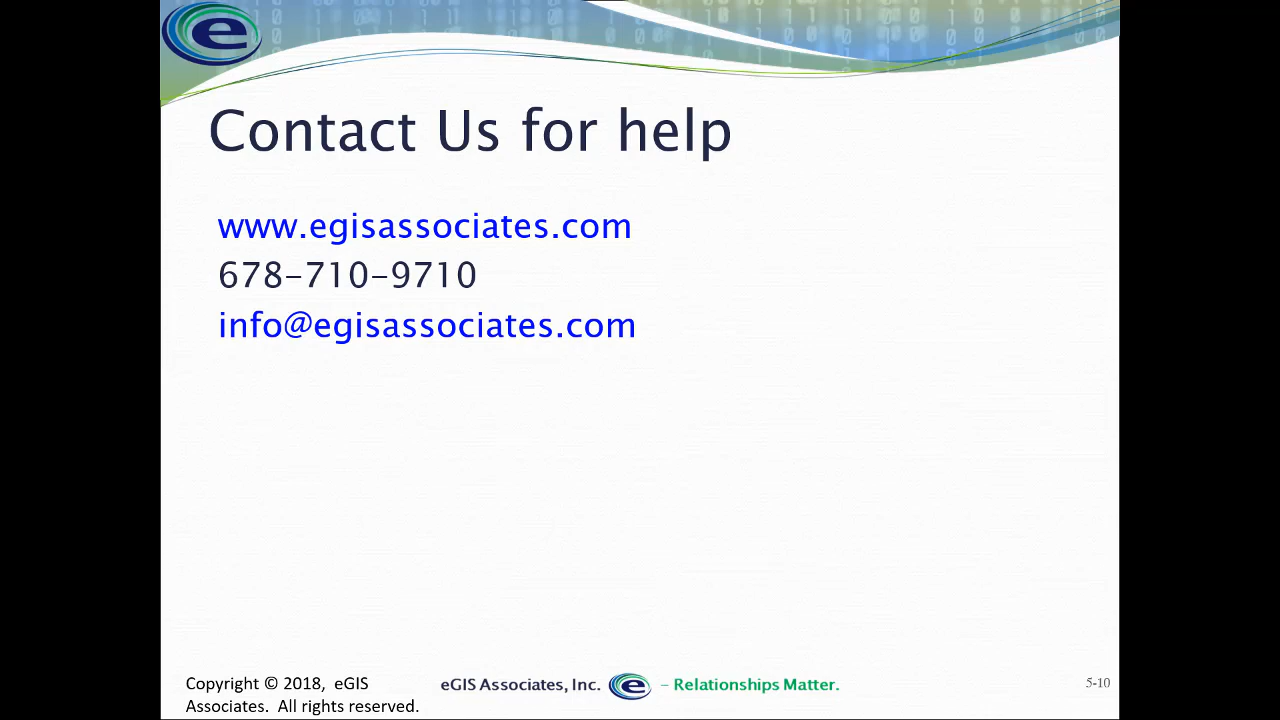 e
Contact Us for help
www.egisassociates.com
678-710-9710
info@egisassociates.com
Copyright © 2018, eGIS
Associates. All rights reserved.
eGIS Associates, Inc. e – Relationships Matter.
5-10